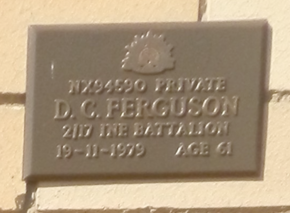 NX94590 PRIVATE
D. C. FERGUSON
2/17 INF BATTALION
19-11-1979 AGE 61